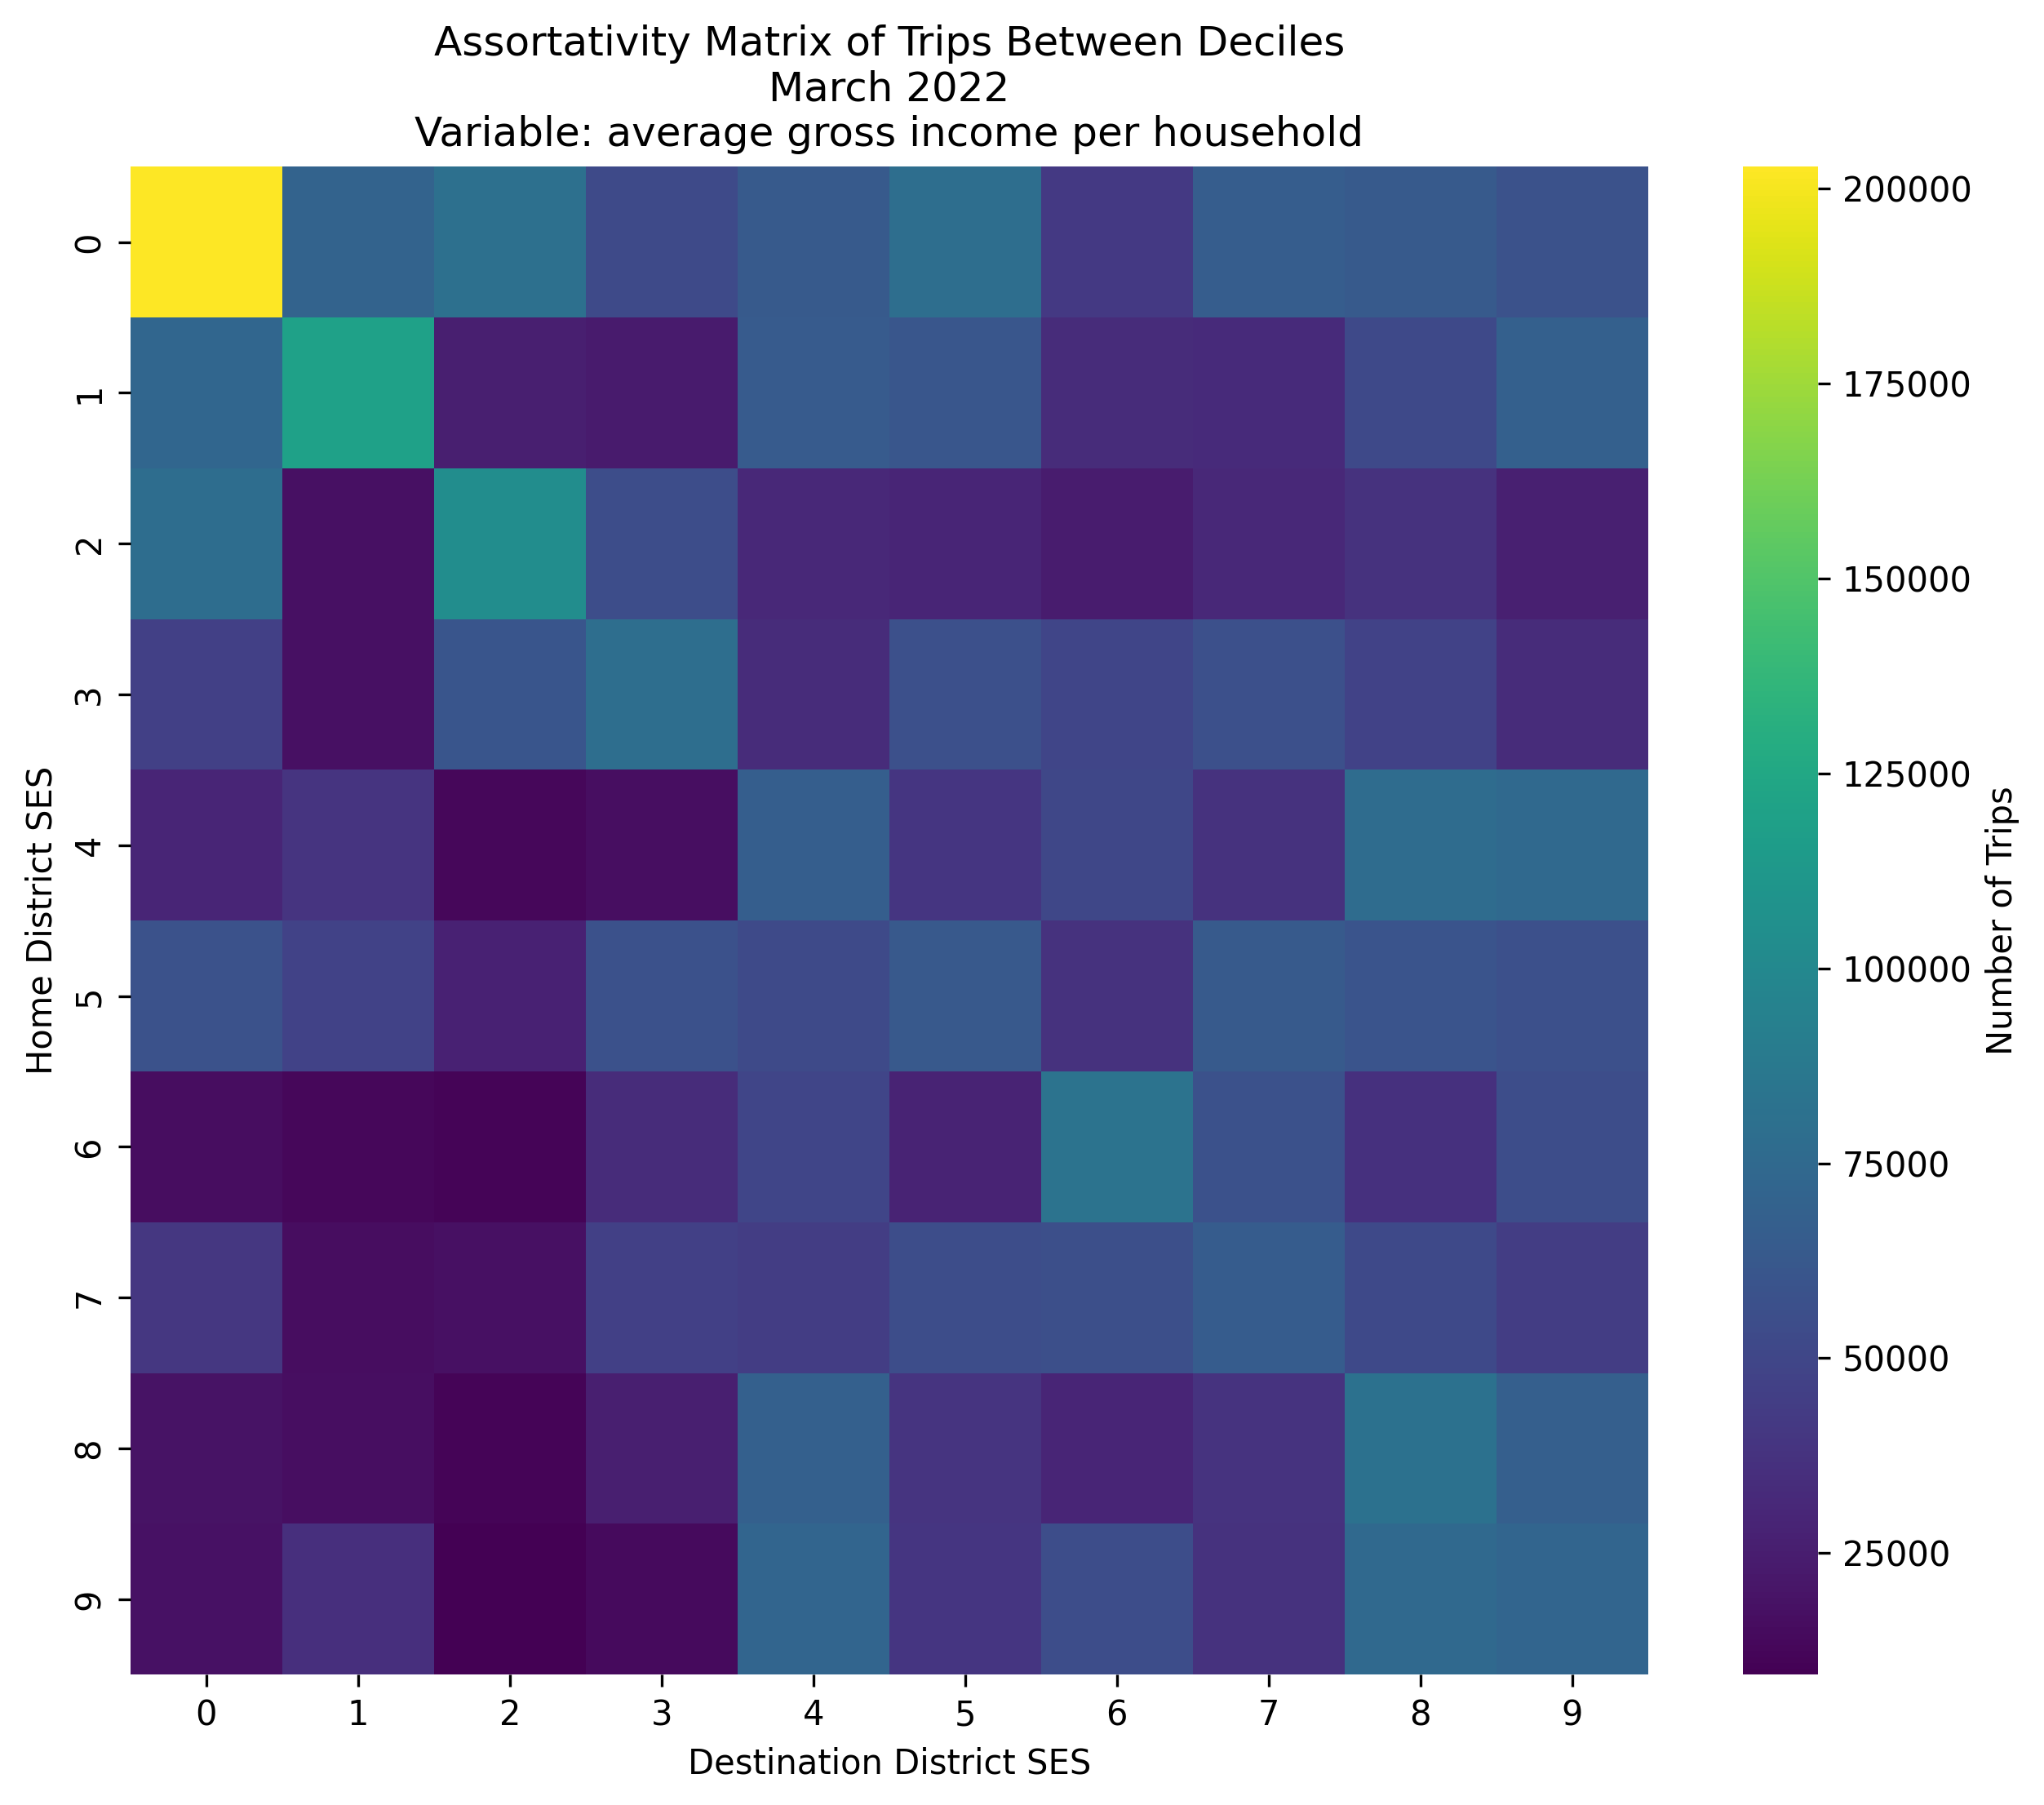 Assortativity Matrix of Trips Between Deciles
March 2022
Variable: average gross income per household
Home District SES
0
1
2
3
4
5
6
7
8
9
0 1 2 3 4 5 6 7 8 9
Destination District SES
200000
175000
150000
125000
100000
75000
50000
25000
Number of Trips